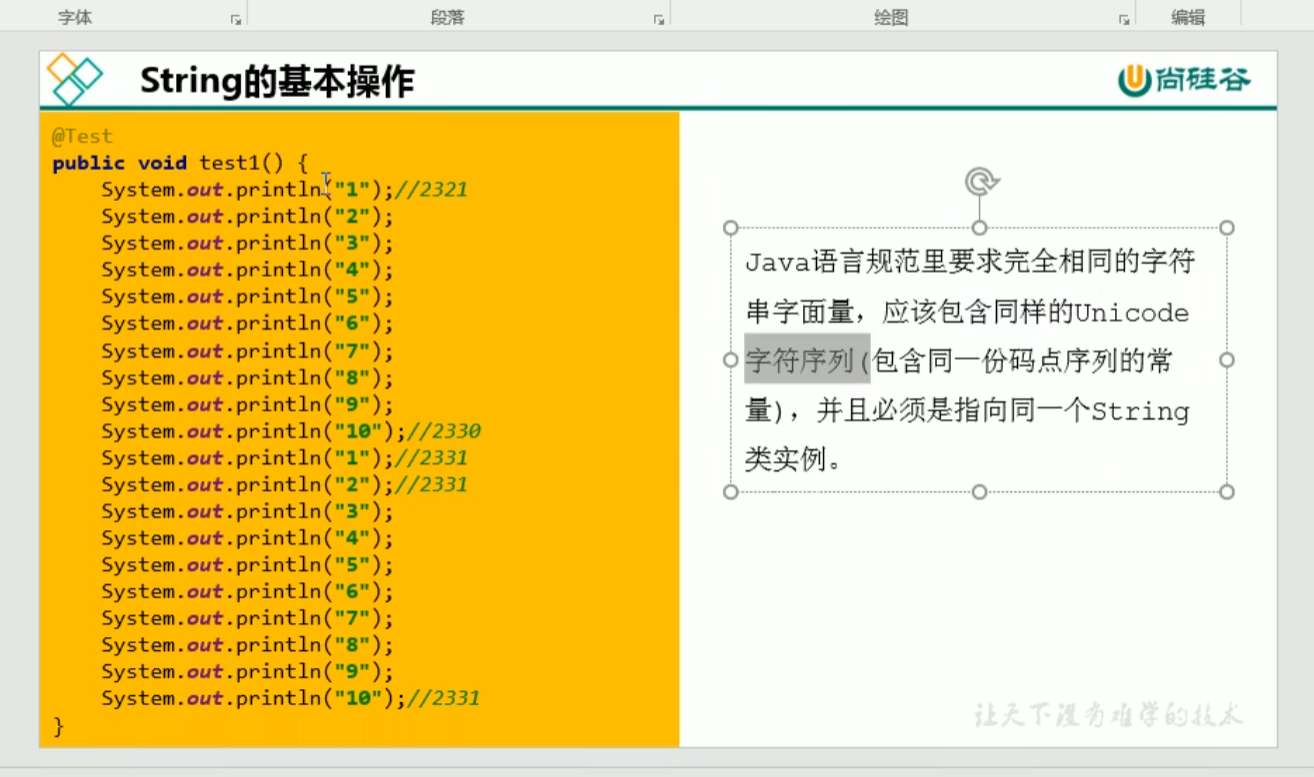 字体 段落 绘图 编辑
String的基本操作
尚硅谷
@Test
public void test1() {
System.out.println("1");//2321
System.out.println("2");
System.out.println("3");
System.out.println("4");
System.out.println("5");
System.out.println("6");
System.out.println("7");
System.out.println("8");
System.out.println("9");
System.out.println("10");//2330
System.out.println("1");//2331
System.out.println("2");//2331
System.out.println("3");
System.out.println("4");
System.out.println("5");
System.out.println("6");
System.out.println("7");
System.out.println("8");
System.out.println("9");
System.out.println("10");//2331
}
Java语言规范里要求完全相同的字符
串字面量，应该包含同样的Unicode
字符序列(包含同一份码点序列的常
量)，并且必须是指向同一个String
类实例。
让天下没有难学的技术